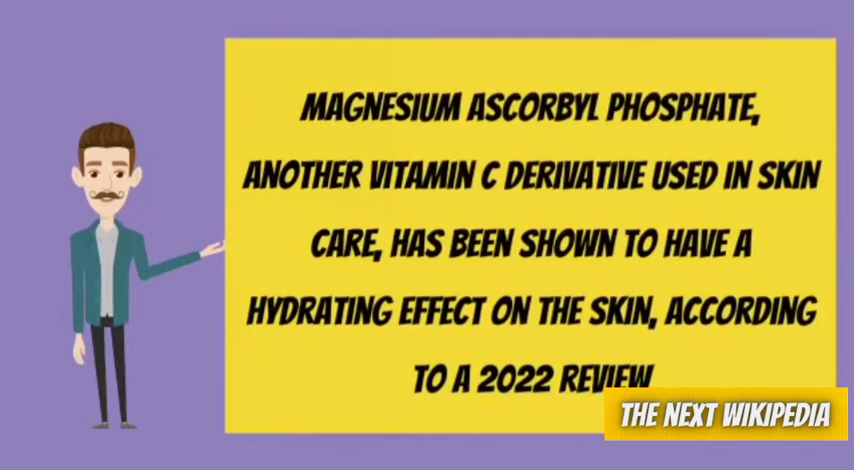 MAGNESIUM ASCORBYL PHOSPHATE,
ANOTHER VITAMIN C DERIVATIVE USED IN SKIN
CARE, HAS BEEN SHOWN TO HAVE A
HYDRATING EFFECT ON THE SKIN, ACCORDING
TO A 2022 REVIEW
THE NEXT WIKIPEDIA